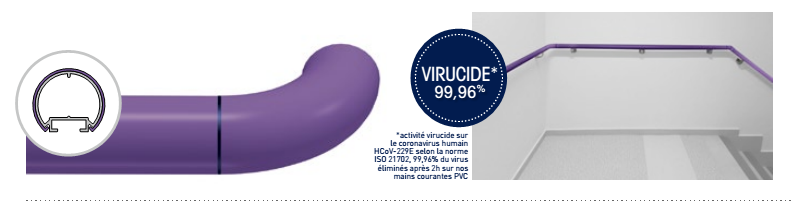 VIRUCIDE*
99,96%
*activité virucide sur
le coronavirus humain
HCoV-229E selon la norme
ISO 21702, 99,96% du virus
éliminés après 2h sur nos
mains courantes PVC